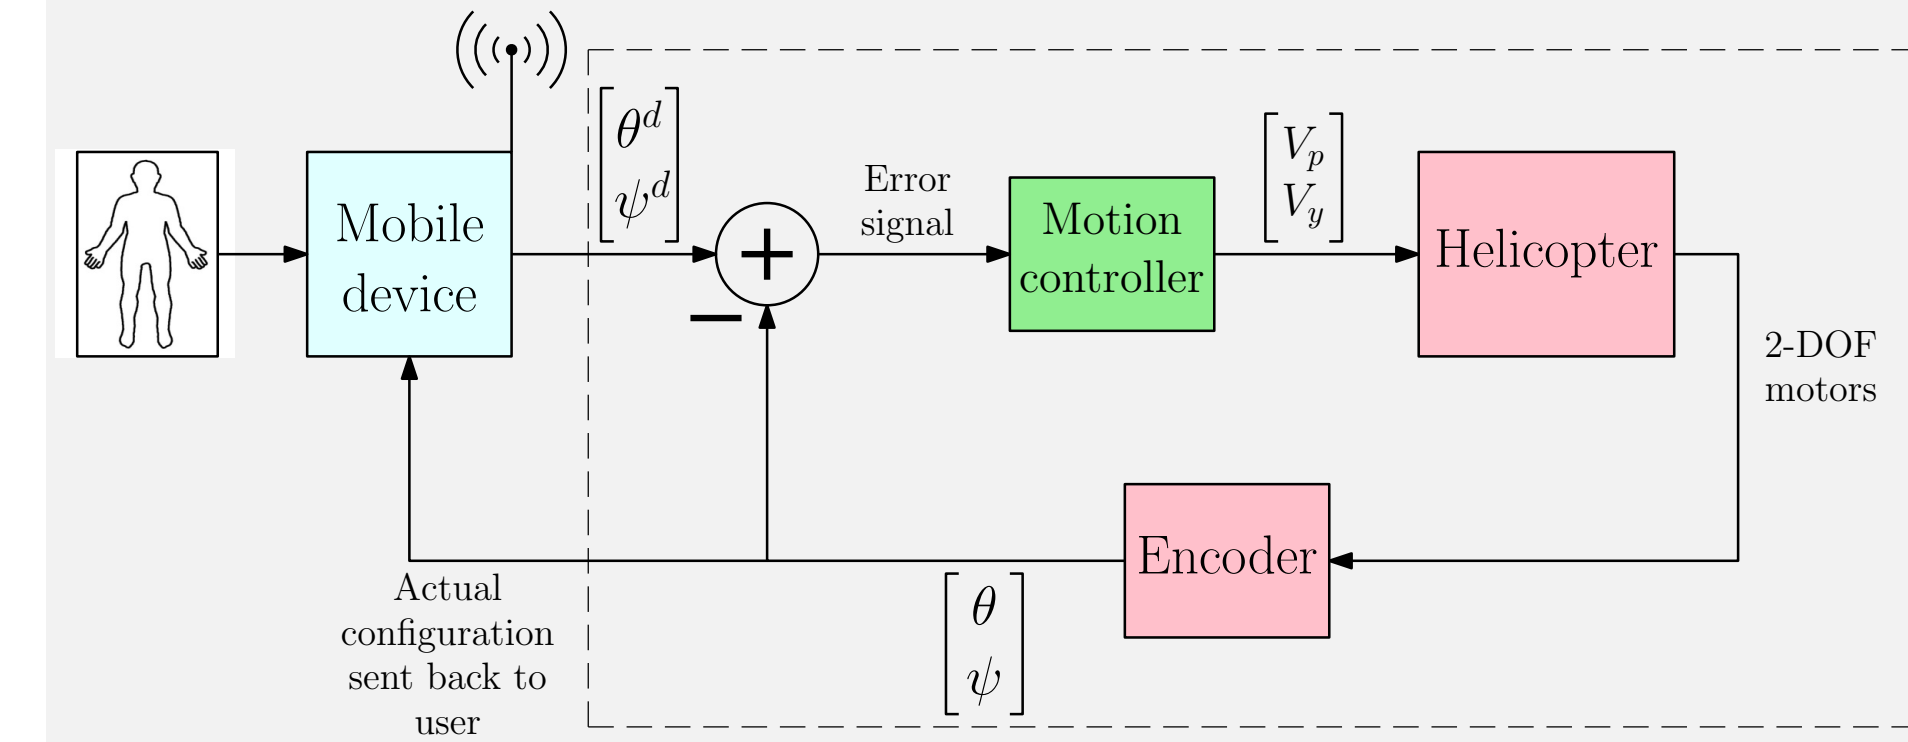 Mobile
device
θ^d
ψ^d
+
−
Error
signal
Motion
controller
V_p
V_y
Helicopter
2-DOF
motors
Encoder
θ
ψ
Actual
configuration
sent back to
user